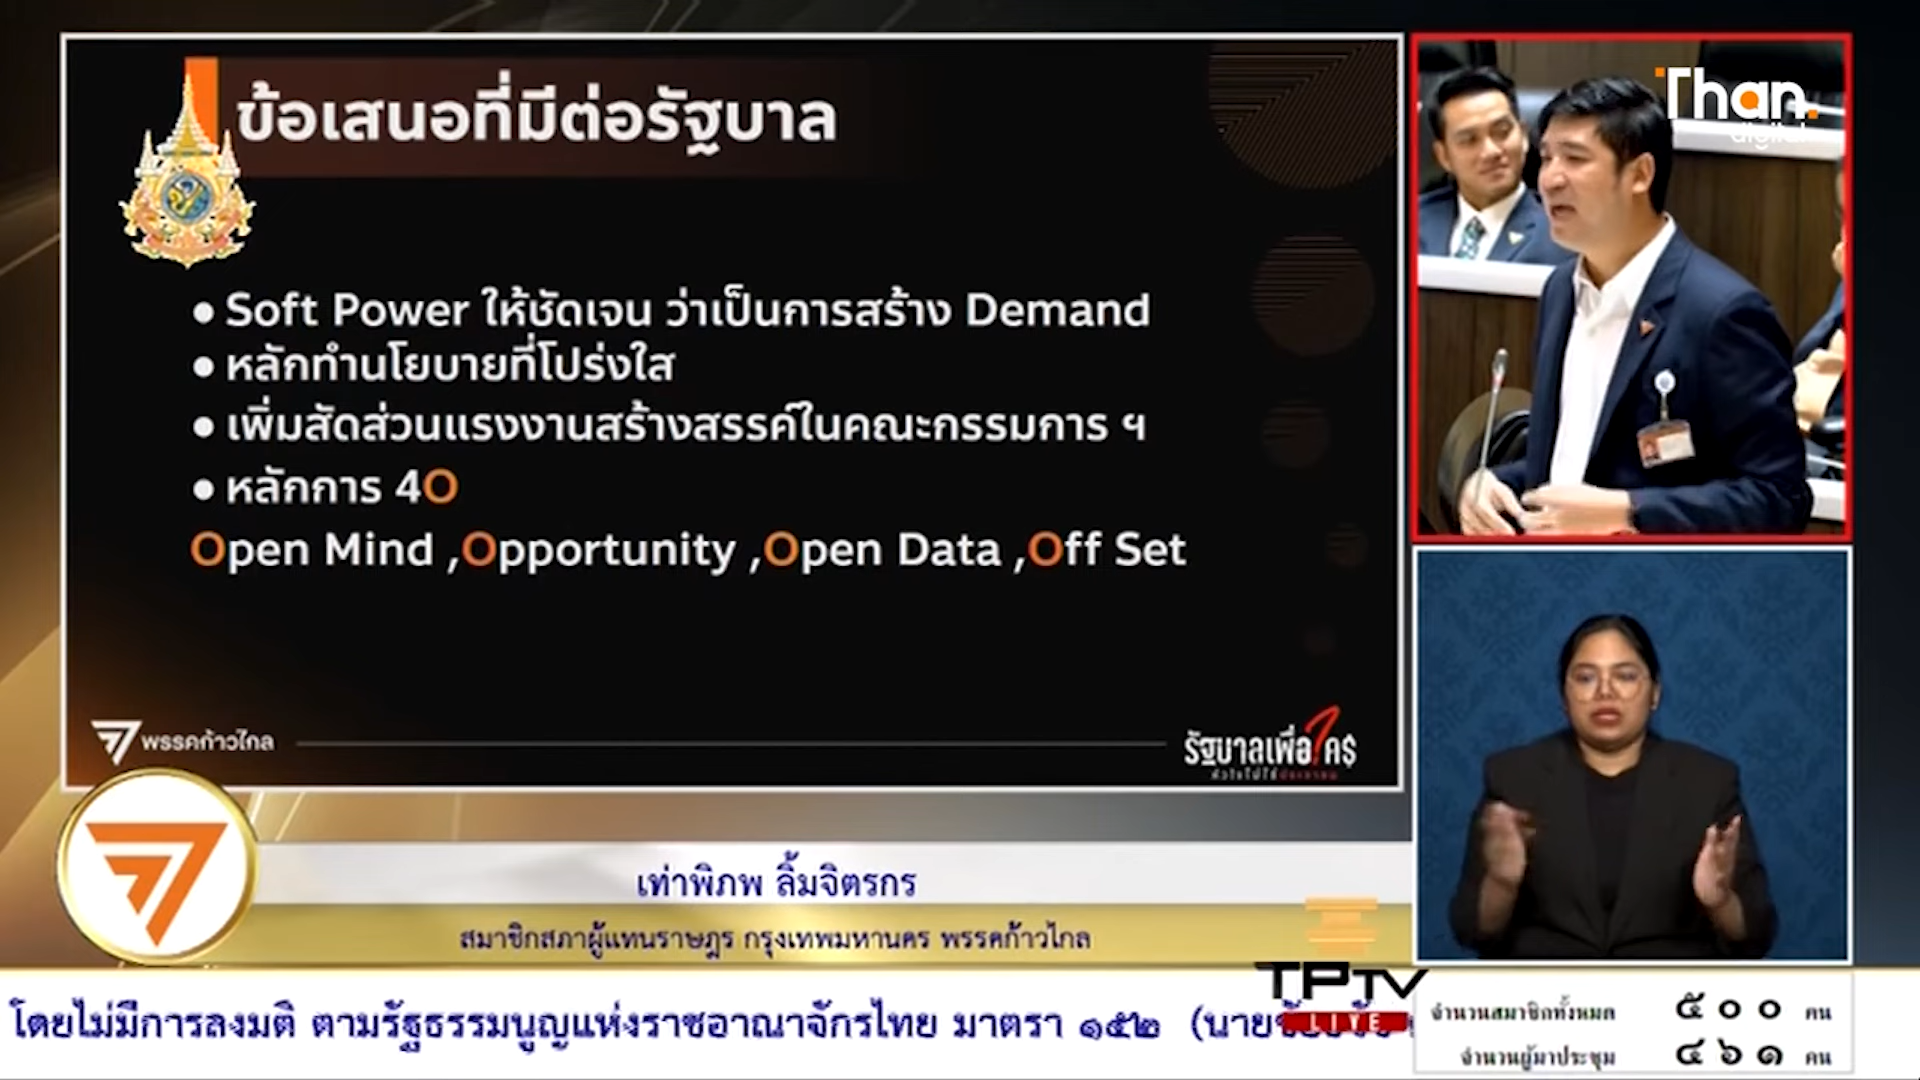 ข้อเสนอที่มีต่อรัฐบาล
● Soft Power ให้ชัดเจน ว่าเป็นการสร้าง Demand
● หลักทำนโยบายที่โปร่งใส
● เพิ่มสัดส่วนแรงงานสร้างสรรค์ในคณะกรรมการ ฯ
● หลักการ 4O
Open Mind ,Opportunity ,Open Data ,Off Set
พรรคก้าวไกล
รัฐบาลเพื่อใคร$
Than.
digital
เท่าพิภพ ลิ้มจิตรกร
สมาชิกสภาผู้แทนราษฎร กรุงเทพมหานคร พรรคก้าวไกล
TPTV
LIVE
โดยไม่มีการลงมติ ตามรัฐธรรมนูญแห่งราชอาณาจักรไทย มาตรา ๑๕๒ (นาย
จำนวนสมาชิกทั้งหมด ๕๐๐ คน
จำนวนผู้มาประชุม ๔๖๑ คน